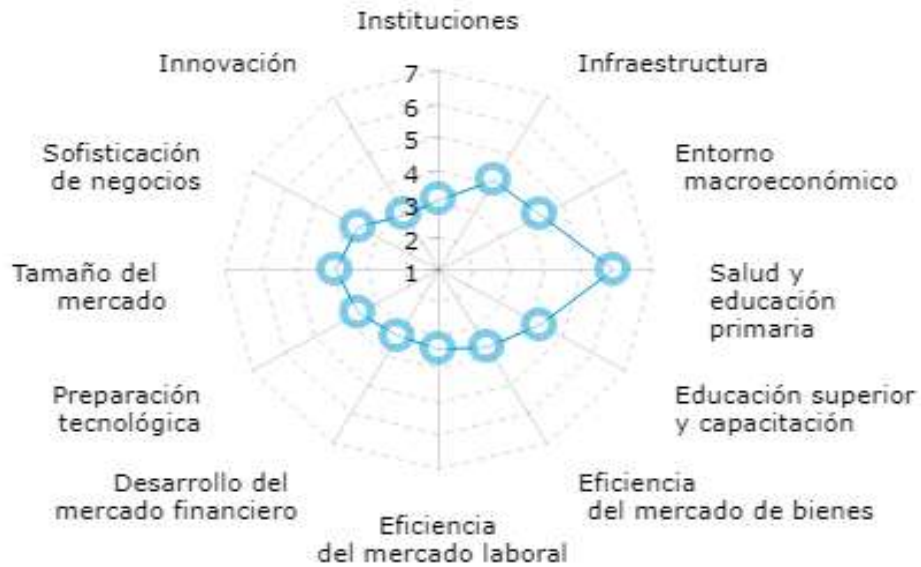 Instituciones
Innovación
Infraestructura
7
6
5
4
3
2
1
Sofisticación
de negocios
Entorno
macroeconómico
Tamaño del
mercado
Salud y
educación
primaria
Preparación
tecnológica
Educación superior
y capacitación
Desarrollo del
mercado financiero
Eficiencia
del mercado de bienes
Eficiencia
del mercado laboral